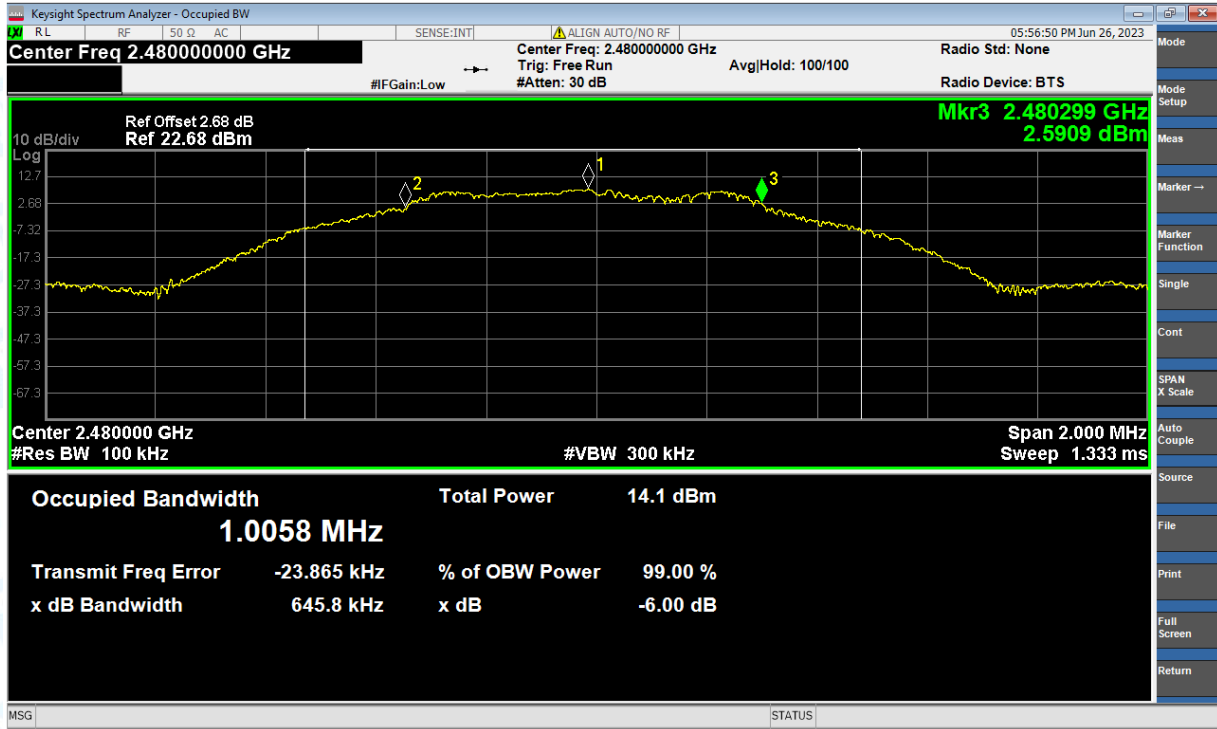 Keysight Spectrum Analyzer - Occupied BW
LXI RL RF 50 Ω AC SENSE:INT ALIGN AUTO/NO RF 05:56:50 PM Jun 26, 2023
Center Freq 2.480000000 GHz
Center Freq: 2.480000000 GHz Radio Std: None
Trig: Free Run Avg|Hold: 100/100
#IFGain:Low #Atten: 30 dB Radio Device: BTS
Mkr3 2.480299 GHz
2.5909 dBm
Ref Offset 2.68 dB
10 dB/div Ref 22.68 dBm
Log
12.7
2.68
-7.32
-17.3
-27.3
-37.3
-47.3
-57.3
-67.3
1
2
3
Center 2.480000 GHz Span 2.000 MHz
#Res BW 100 kHz #VBW 300 kHz Sweep 1.333 ms
Occupied Bandwidth Total Power 14.1 dBm
1.0058 MHz
Transmit Freq Error -23.865 kHz % of OBW Power 99.00 %
x dB Bandwidth 645.8 kHz x dB -6.00 dB
MSG STATUS
Mode
Mode
Setup
Meas
Marker→
Marker
Function
Single
Cont
SPAN
X Scale
Auto
Couple
Source
File
Print
Full
Screen
Return